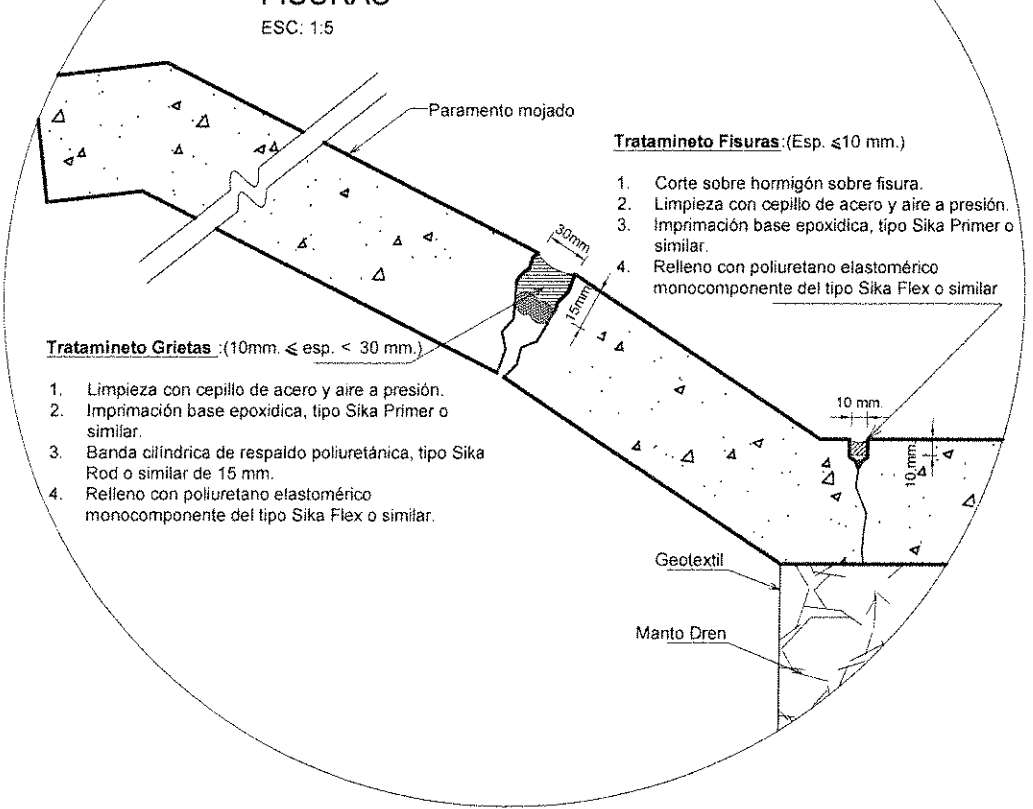 FISURAS
ESC: 1:5
Paramento mojado
Tratamineto Fisuras:(Esp. ⩽10 mm.)
1. Corte sobre hormigón sobre fisura.
2. Limpieza con cepillo de acero y aire a presión.
3. Imprimación base epoxidica, tipo Sika Primer o
similar.
4. Relleno con poliuretano elastomérico
monocomponente del tipo Sika Flex o similar
30mm
15mm
Tratamineto Grietas :(10mm. ⩽ esp. < 30 mm.)
1. Limpieza con cepillo de acero y aire a presión.
2. Imprimación base epoxidica, tipo Sika Primer o
similar.
3. Banda cilíndrica de respaldo poliuretánica, tipo Sika
Rod o similar de 15 mm.
4. Relleno con poliuretano elastomérico
monocomponente del tipo Sika Flex o similar.
10 mm.
10 mm.
Geotextil
Manto Dren